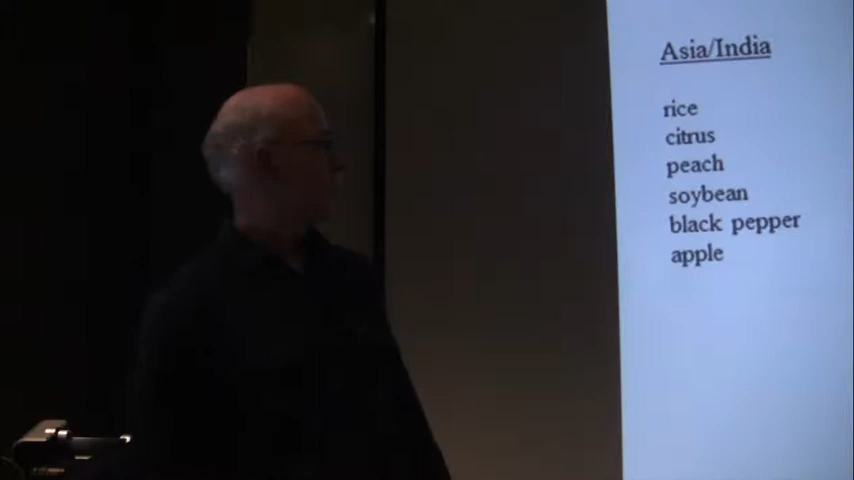 Asia/India
rice
citrus
peach
soybean
black pepper
apple